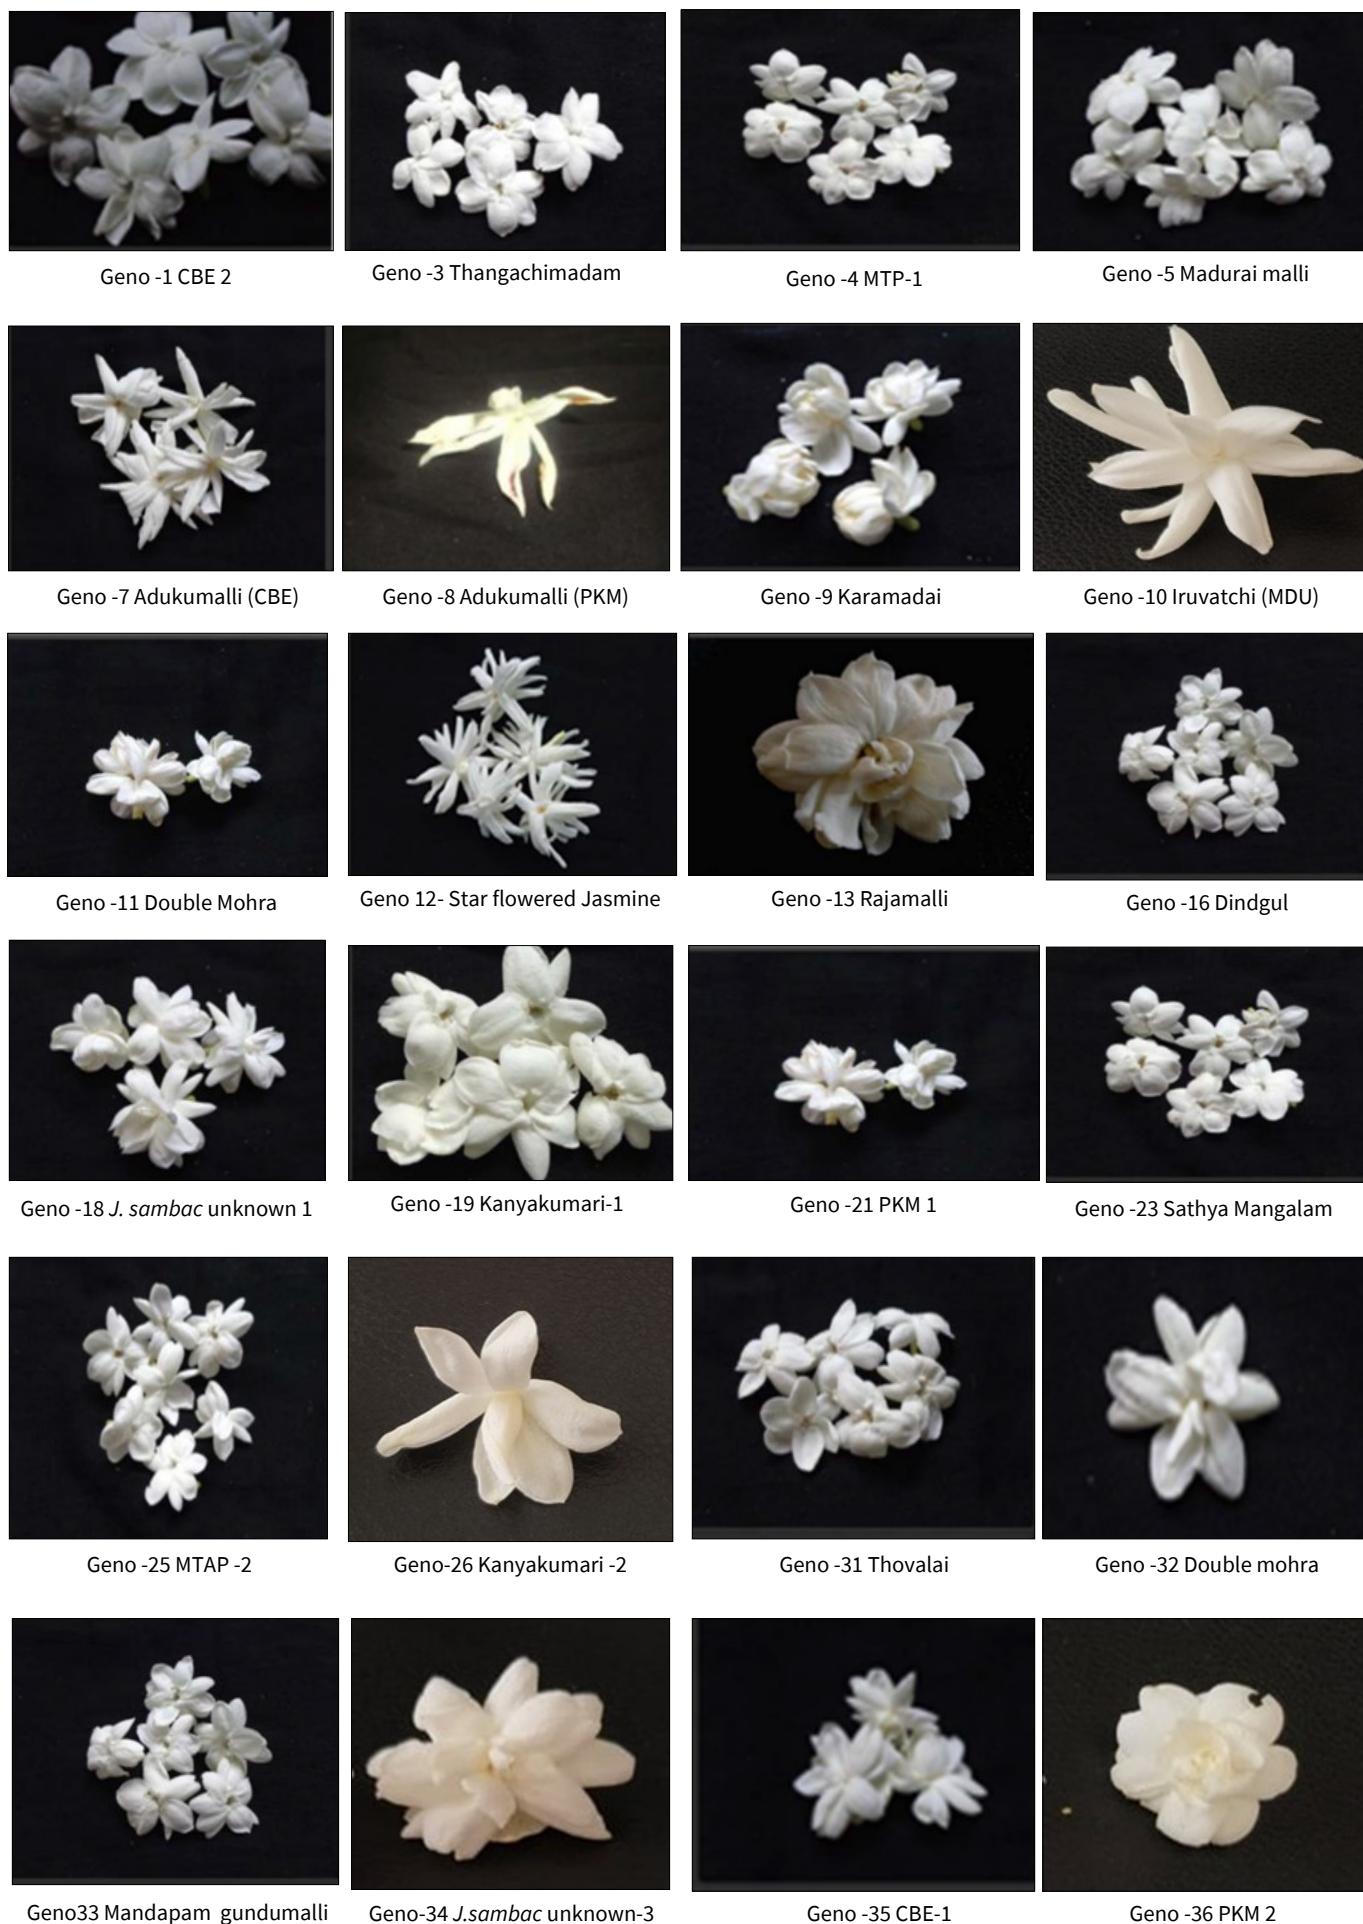 Geno -1 CBE 2
Geno -3 Thangachimadam
Geno -4 MTP-1
Geno -5 Madurai malli
Geno -7 Adukumalli (CBE)
Geno -8 Adukumalli (PKM)
Geno -9 Karamadai
Geno -10 Iruvatchi (MDU)
Geno -11 Double Mohra
Geno 12- Star flowered Jasmine
Geno -13 Rajamalli
Geno -16 Dindgul
Geno -18 J. sambac unknown 1
Geno -19 Kanyakumari-1
Geno -21 PKM 1
Geno -23 Sathya Mangalam
Geno -25 MTAP -2
Geno-26 Kanyakumari -2
Geno -31 Thovalai
Geno -32 Double mohra
Geno33 Mandapam gundumalli
Geno-34 J.sambac unknown-3
Geno -35 CBE-1
Geno -36 PKM 2